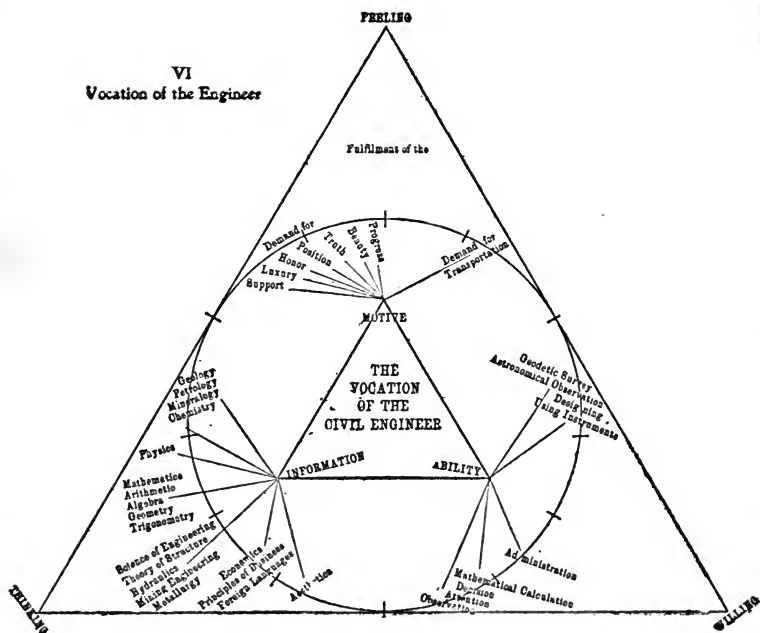 FEELING
VI
Vocation of the Engineer
Fulfilment of the
Demand for
Progress
Beauty
Truth
Position
Honor
Luxury
Support
Demand for
Transportation
MOTIVE
THE
VOCATION
OF THE
CIVIL ENGINEER
INFORMATION
ABILITY
Geology
Petrology
Mineralogy
Chemistry
Physics
Mathematics
Arithmetic
Algebra
Geometry
Trigonometry
Science of Engineering
Theory of Structure
Hydraulics
Mining Engineering
Metallurgy
Economics
Principles of Business
Foreign Languages
Geodetic Survey
Astronomical Observation
Designing
Using Instruments
Administration
Mathematical Calculation
Decision
Attention
Observation
THINKING
WILLING